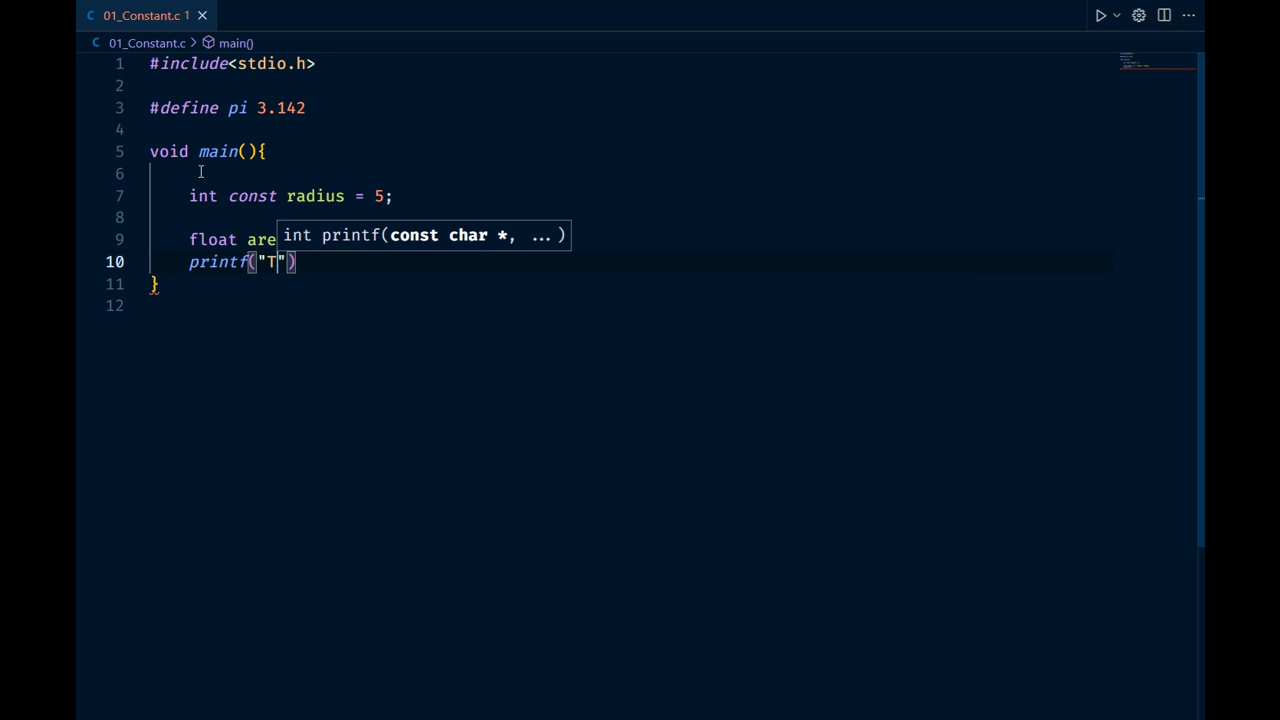 01_Constant.c 1
01_Constant.c > main()
1 #include<stdio.h>
2
3 #define pi 3.142
4
5 void main(){
6
7 int const radius = 5;
8
9 float are
int printf(const char *, ...)
10 printf("T")
11 }
12